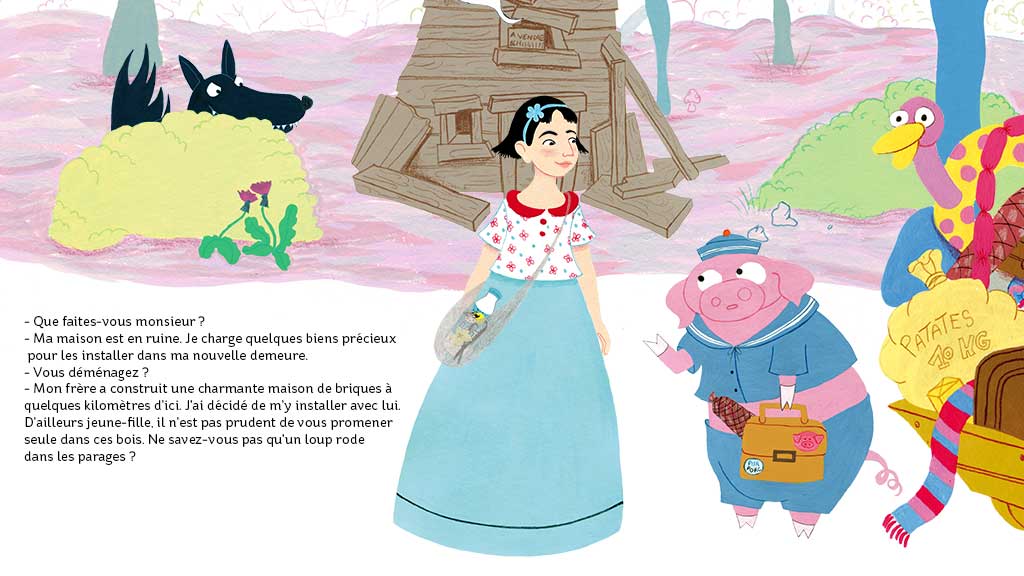 A VENDRE
- Que faites-vous monsieur ?
- Ma maison est en ruine. Je charge quelques biens précieux
pour les installer dans ma nouvelle demeure.
- Vous déménagez ?
- Mon frère a construit une charmante maison de briques à
quelques kilomètres d'ici. J'ai décidé de m'y installer avec lui.
D'ailleurs jeune-fille, il n'est pas prudent de vous promener
seule dans ces bois. Ne savez-vous pas qu'un loup rode
dans les parages ?
PATATES
10 KG